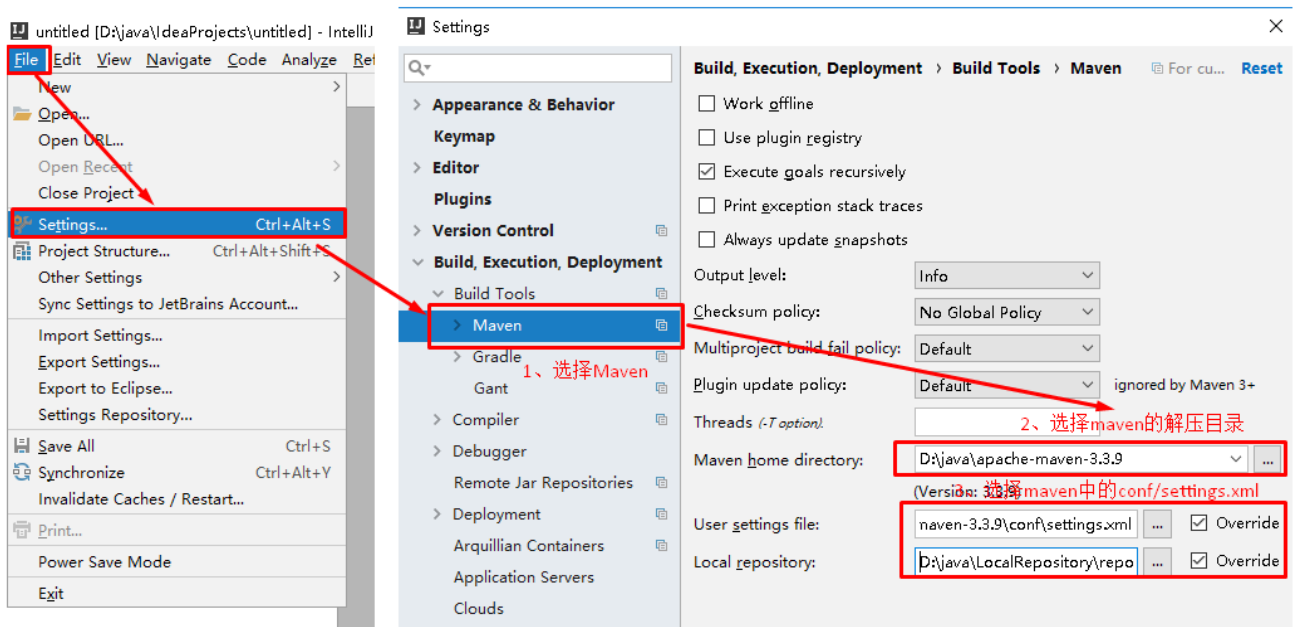 untitled [D:\java\IdeaProjects\untitled] - IntelliJ
File Edit View Navigate Code Analyze Ref
New
Open...
Open URL...
Open Recent
Close Project
Settings... Ctrl+Alt+S
Project Structure... Ctrl+Alt+Shift+S
Other Settings
Sync Settings to JetBrains Account...
Import Settings...
Export Settings...
Export to Eclipse...
Settings Repository...
Save All Ctrl+S
Synchronize Ctrl+Alt+Y
Invalidate Caches / Restart...
Print...
Power Save Mode
Exit
Settings
Appearance & Behavior
Keymap
Editor
Plugins
Version Control
Build, Execution, Deployment
Build Tools
Maven
Gradle
1、选择Maven
Gant
Compiler
Debugger
Remote Jar Repositories
Deployment
Arquillian Containers
Application Servers
Clouds
Build, Execution, Deployment › Build Tools › Maven For cu... Reset
Work offline
Use plugin registry
Execute goals recursively
Print exception stack traces
Always update snapshots
Output level: Info
Checksum policy: No Global Policy
Multiproject build fail policy: Default
Plugin update policy: Default ignored by Maven 3+
Threads (-T option):
2、选择maven的解压目录
Maven home directory: D:\java\apache-maven-3.3.9 ...
(Version: 3.3.9)
3、选择maven中的conf/settings.xml
User settings file: naven-3.3.9\conf\settings.xml ... Override
Local repository: D:\java\LocalRepository\repo ... Override